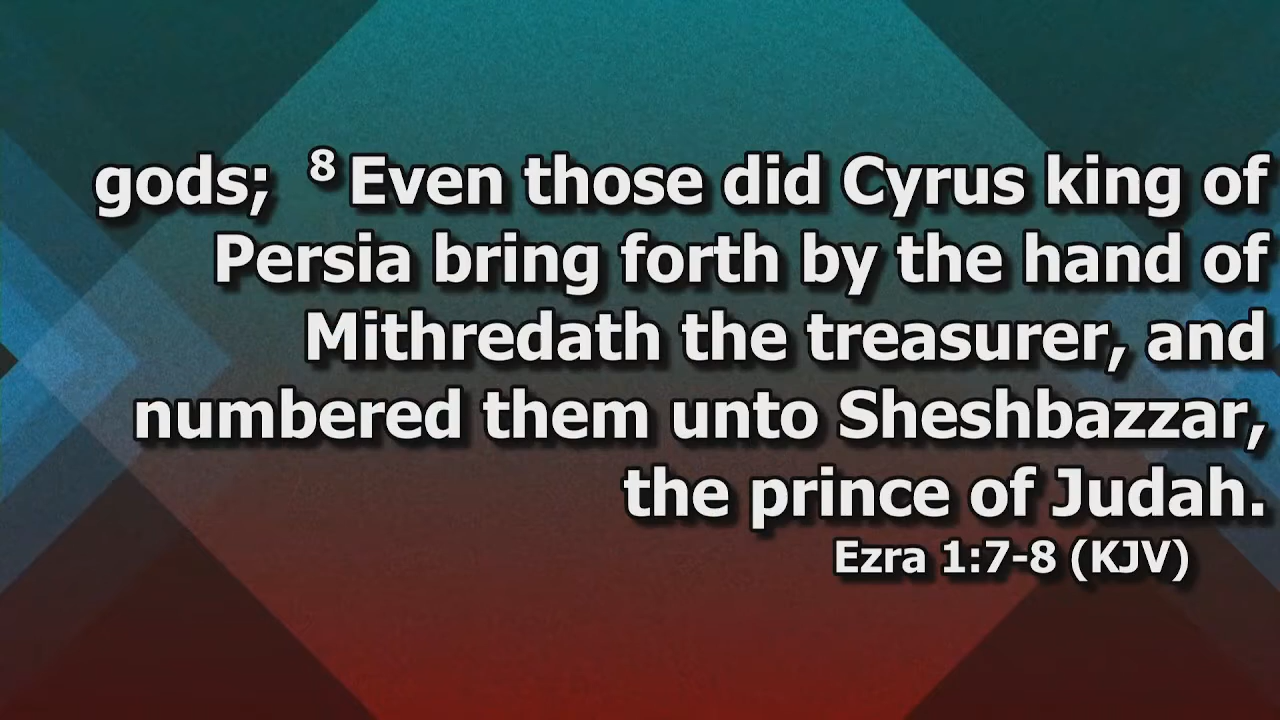 gods; 8 Even those did Cyrus king of
Persia bring forth by the hand of
Mithredath the treasurer, and
numbered them unto Sheshbazzar,
the prince of Judah.
Ezra 1:7-8 (KJV)